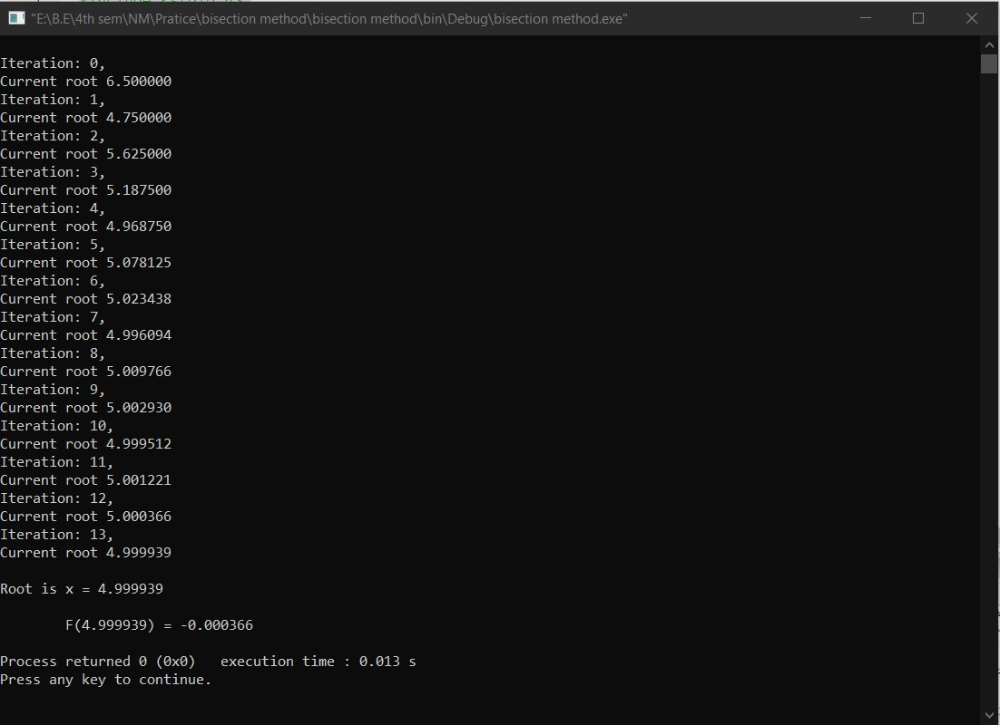 "E:\B.E\4th sem\NM\Pratice\bisection method\bisection method\bin\Debug\bisection method.exe"
Iteration: 0,
Current root 6.500000
Iteration: 1,
Current root 4.750000
Iteration: 2,
Current root 5.625000
Iteration: 3,
Current root 5.187500
Iteration: 4,
Current root 4.968750
Iteration: 5,
Current root 5.078125
Iteration: 6,
Current root 5.023438
Iteration: 7,
Current root 4.996094
Iteration: 8,
Current root 5.009766
Iteration: 9,
Current root 5.002930
Iteration: 10,
Current root 4.999512
Iteration: 11,
Current root 5.001221
Iteration: 12,
Current root 5.000366
Iteration: 13,
Current root 4.999939
Root is x = 4.999939
F(4.999939) = -0.000366
Process returned 0 (0x0)   execution time : 0.013 s
Press any key to continue.